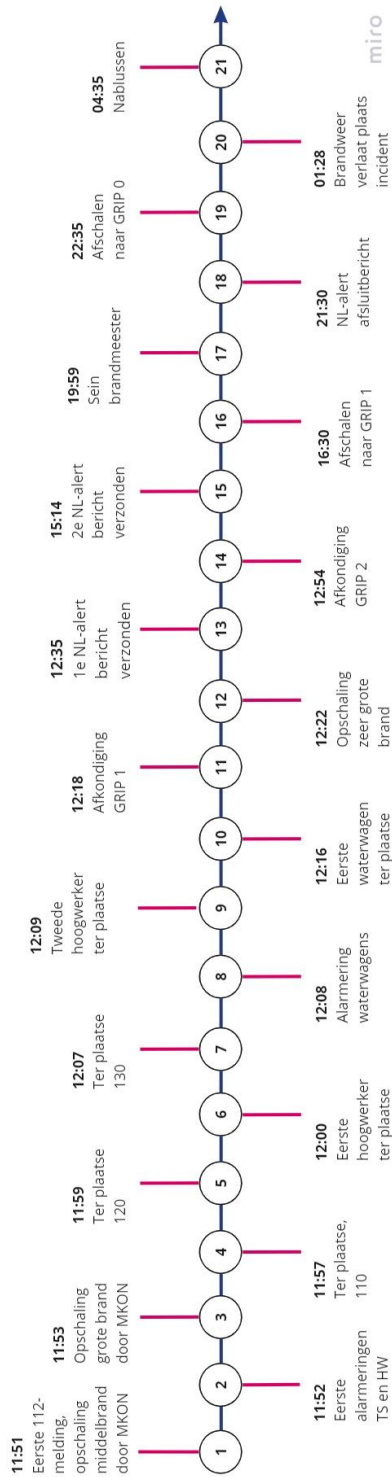 11:51
Eerste 112-
melding,
opschaling
middelbrand
door MKON
1
2
11:52
Eerste
alarmeringen
TS en HW
11:53
Opschaling
grote brand
door MKON
3
4
11:57
Ter plaatse,
110
11:59
Ter plaatse
120
5
6
12:00
Eerste
hoogwerker
ter plaatse
12:07
Ter plaatse
130
7
8
12:08
Alarmering
waterwagens
12:09
Tweede
hoogwerker
ter plaatse
9
10
12:16
Eerste
waterwagen
ter plaatse
12:18
Afkondiging
GRIP 1
11
12
12:22
Opschaling
zeer grote
brand
12:35
1e NL-alert
bericht
verzonden
13
14
12:54
Afkondiging
GRIP 2
15:14
2e NL-alert
bericht
verzonden
15
16
16:30
Afschalen
naar GRIP 1
19:59
Sein
brandmeester
17
18
21:30
NL-alert
afsluitbericht
22:35
Afschalen
naar GRIP 0
19
20
01:28
Brandweer
verlaat plaats
incident
04:35
Nablussen
21
miro